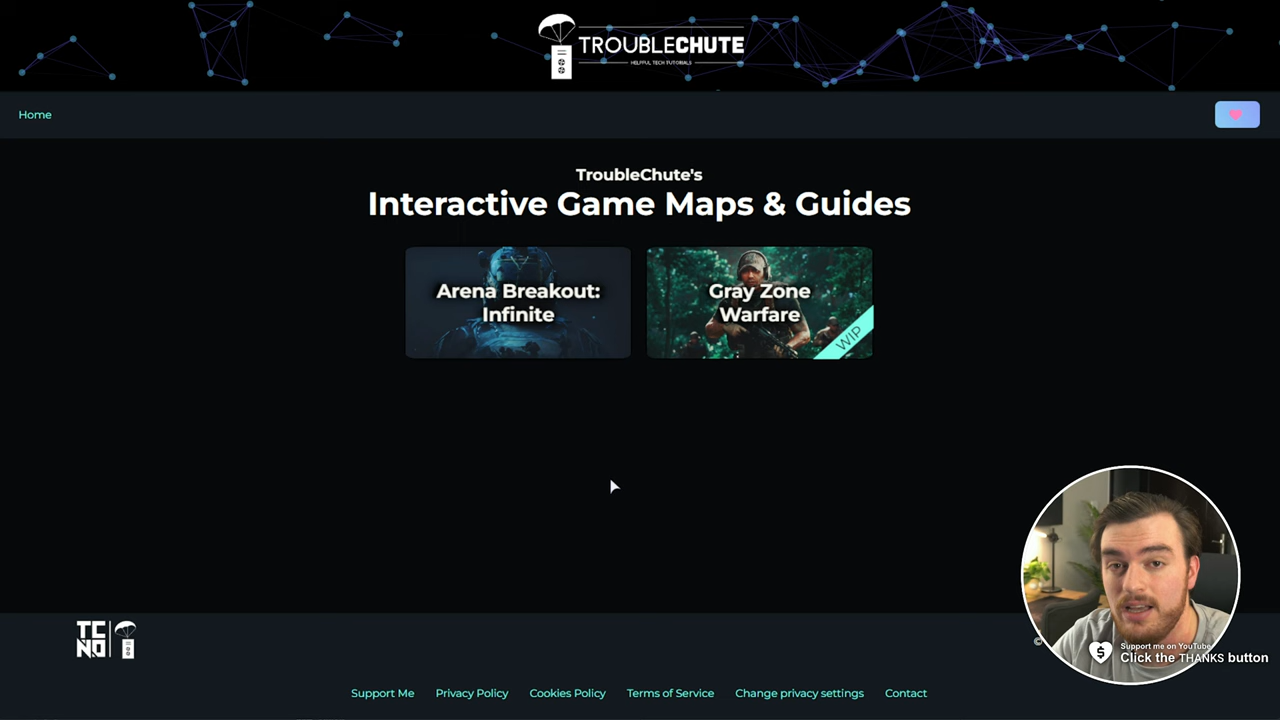 TROUBLECHUTE
HELPFUL TECH TUTORIALS
Home
TroubleChute's
Interactive Game Maps & Guides
Arena Breakout:
Infinite
Gray Zone
Warfare
WIP
TC
NO
©
Support me on YouTube
Click the THANKS button
Support Me
Privacy Policy
Cookies Policy
Terms of Service
Change privacy settings
Contact